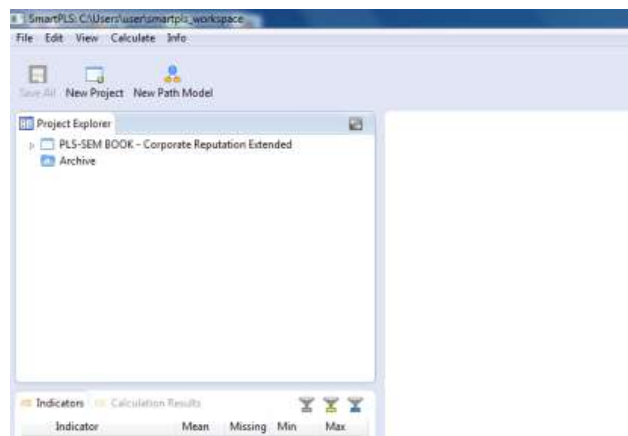 SmartPLS: C:\Users\user\smartpls_workspace
File Edit View Calculate Info
Save All New Project New Path Model
Project Explorer
PLS-SEM BOOK - Corporate Reputation Extended
Archive
Indicators Calculation Results
Indicator Mean Missing Min Max